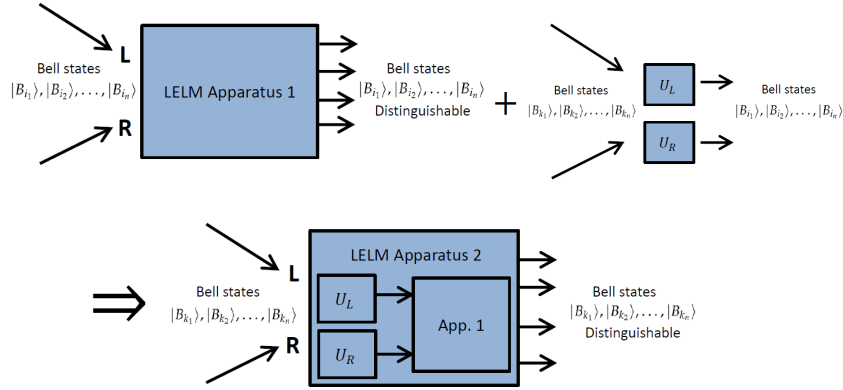 L
Bell states
|B_{i_1}⟩, |B_{i_2}⟩, . . . , |B_{i_n}⟩
R
LELM Apparatus 1
Bell states
|B_{i_1}⟩, |B_{i_2}⟩, . . . , |B_{i_n}⟩
Distinguishable
+
Bell states
|B_{k_1}⟩, |B_{k_2}⟩, . . . , |B_{k_n}⟩
U_L
U_R
Bell states
|B_{i_1}⟩, |B_{i_2}⟩, . . . , |B_{i_n}⟩
⇒
L
Bell states
|B_{k_1}⟩, |B_{k_2}⟩, . . . , |B_{k_n}⟩
R
LELM Apparatus 2
U_L
U_R
App. 1
Bell states
|B_{k_1}⟩, |B_{k_2}⟩, . . . , |B_{k_n}⟩
Distinguishable